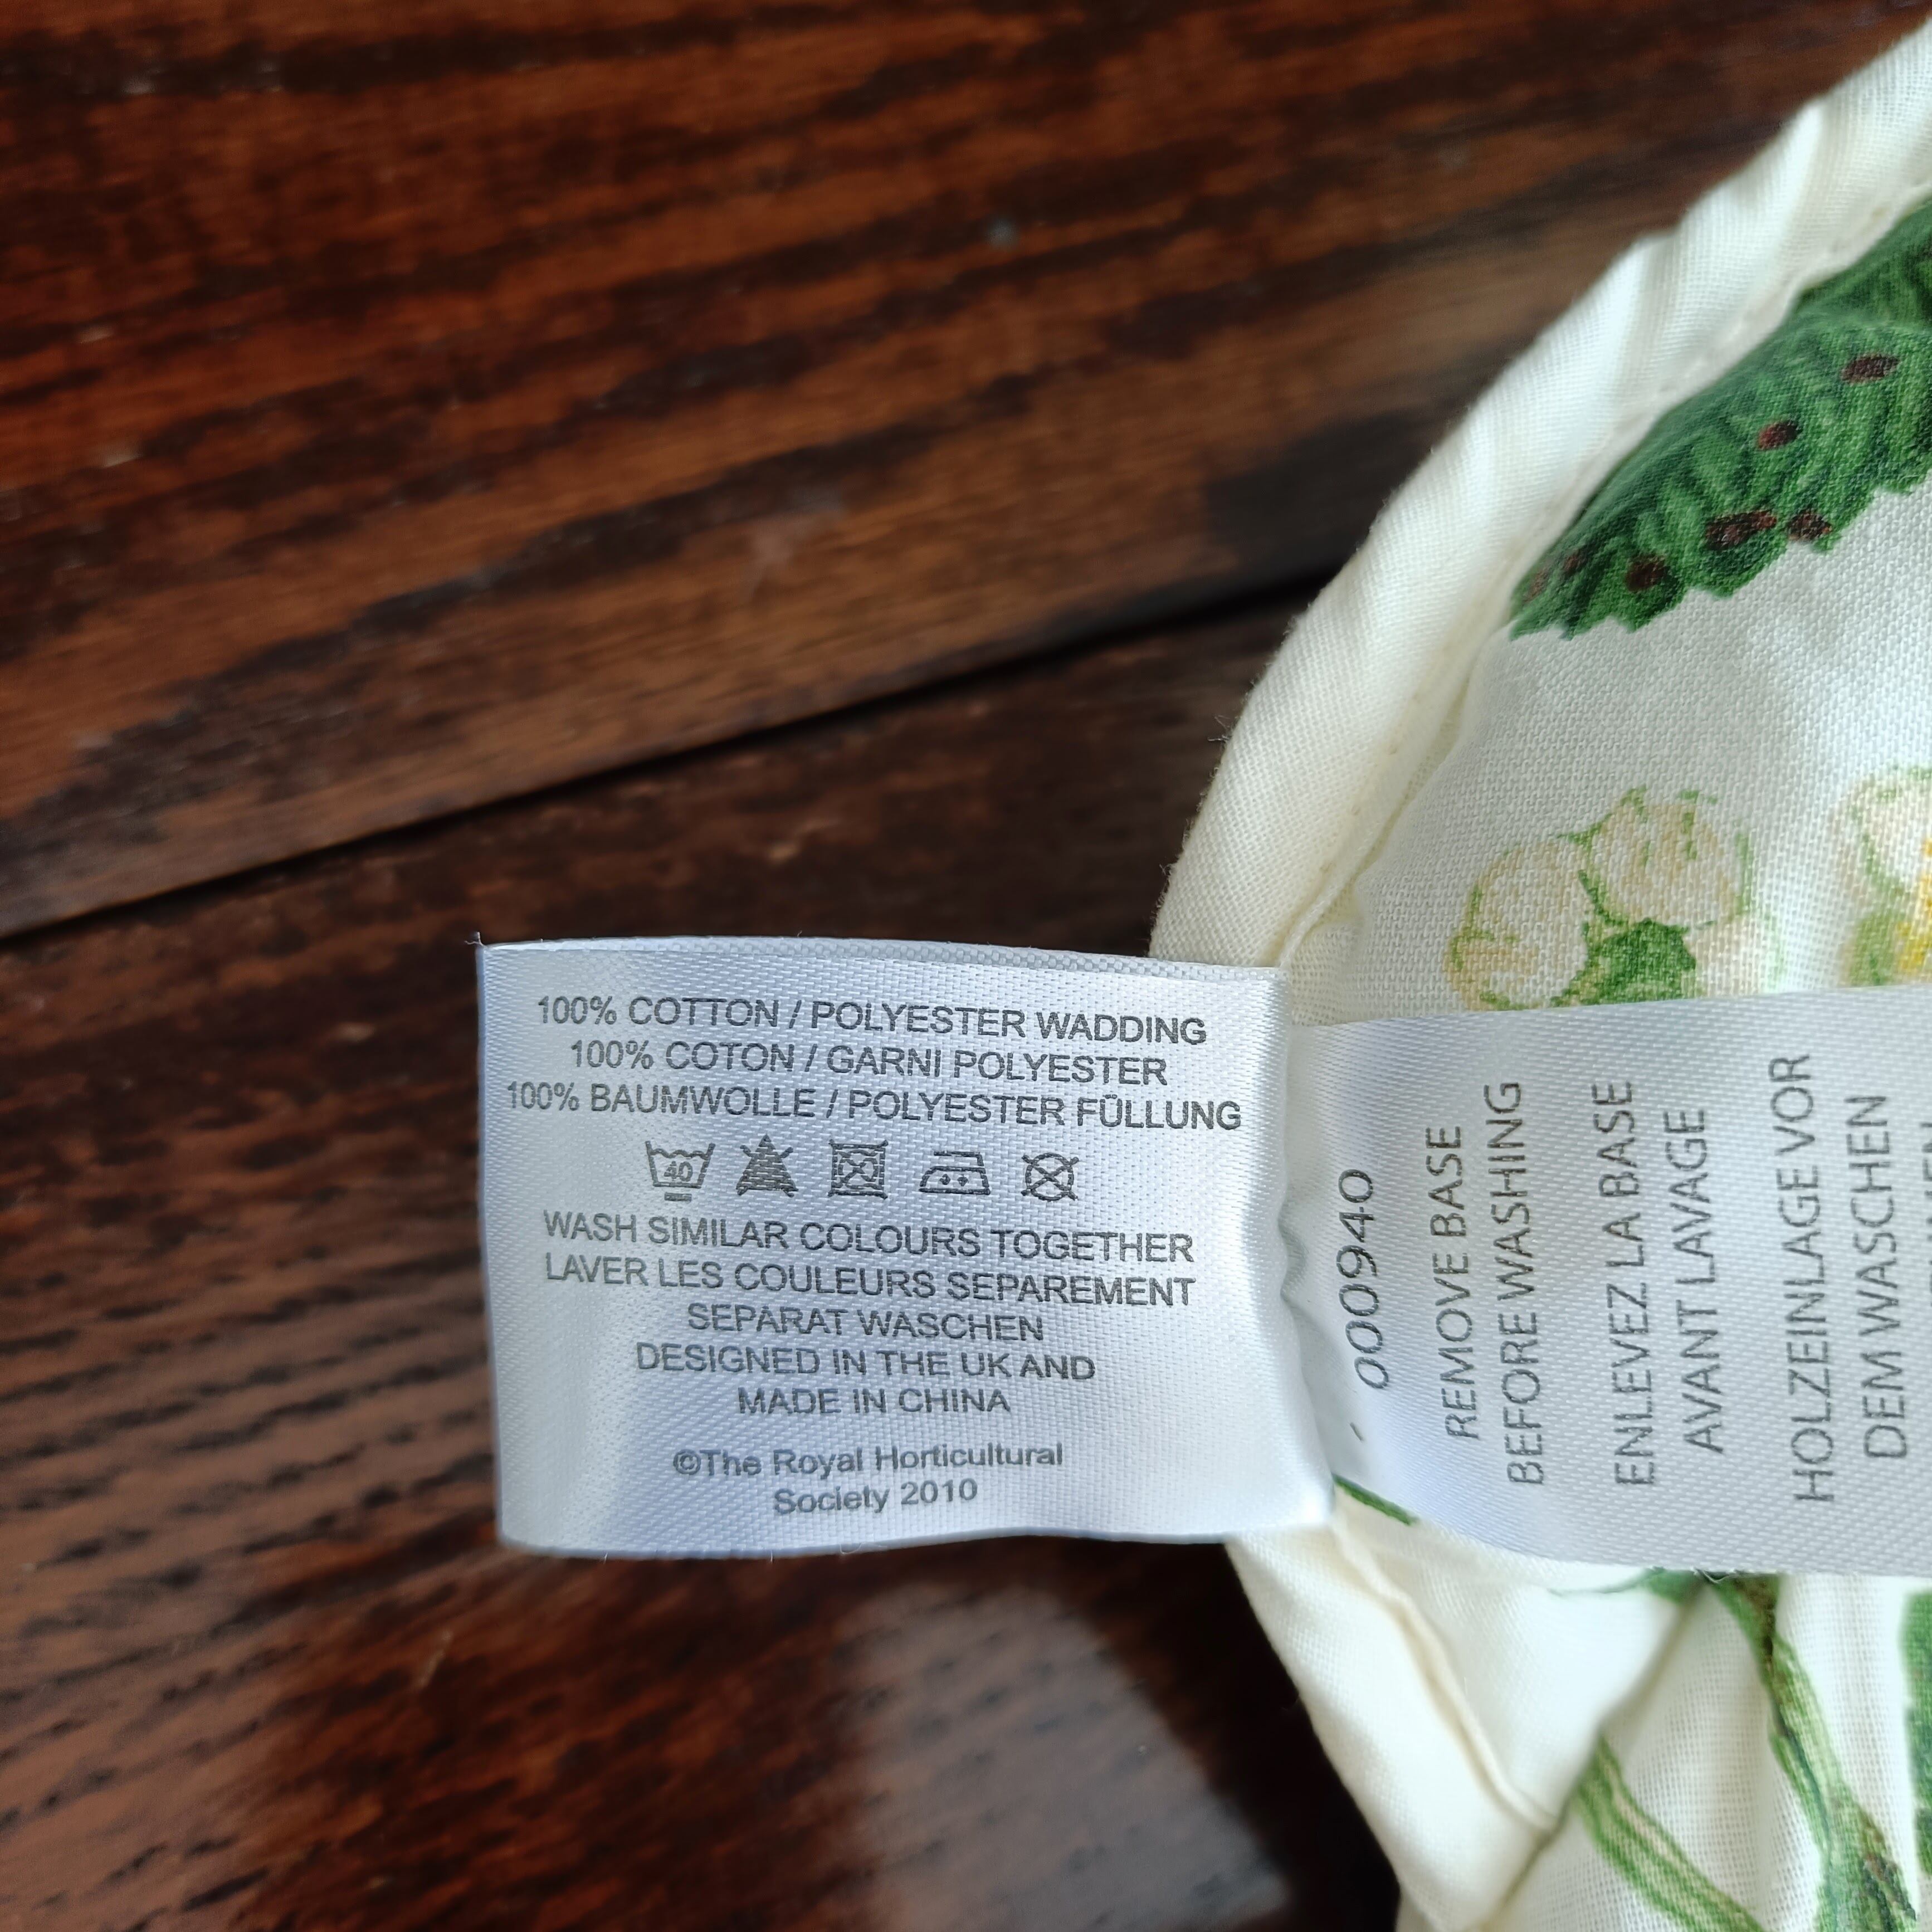 100% COTTON / POLYESTER WADDING
100% COTON / GARNI POLYESTER
100% BAUMWOLLE / POLYESTER FÜLLUNG
40
WASH SIMILAR COLOURS TOGETHER
LAVER LES COULEURS SEPAREMENT
SEPARAT WASCHEN
DESIGNED IN THE UK AND
MADE IN CHINA
©The Royal Horticultural
Society 2010
000940
REMOVE BASE
BEFORE WASHING
ENLEVEZ LA BASE
AVANT LAVAGE
HOLZEINLAGE VOR
DEM WASCHEN